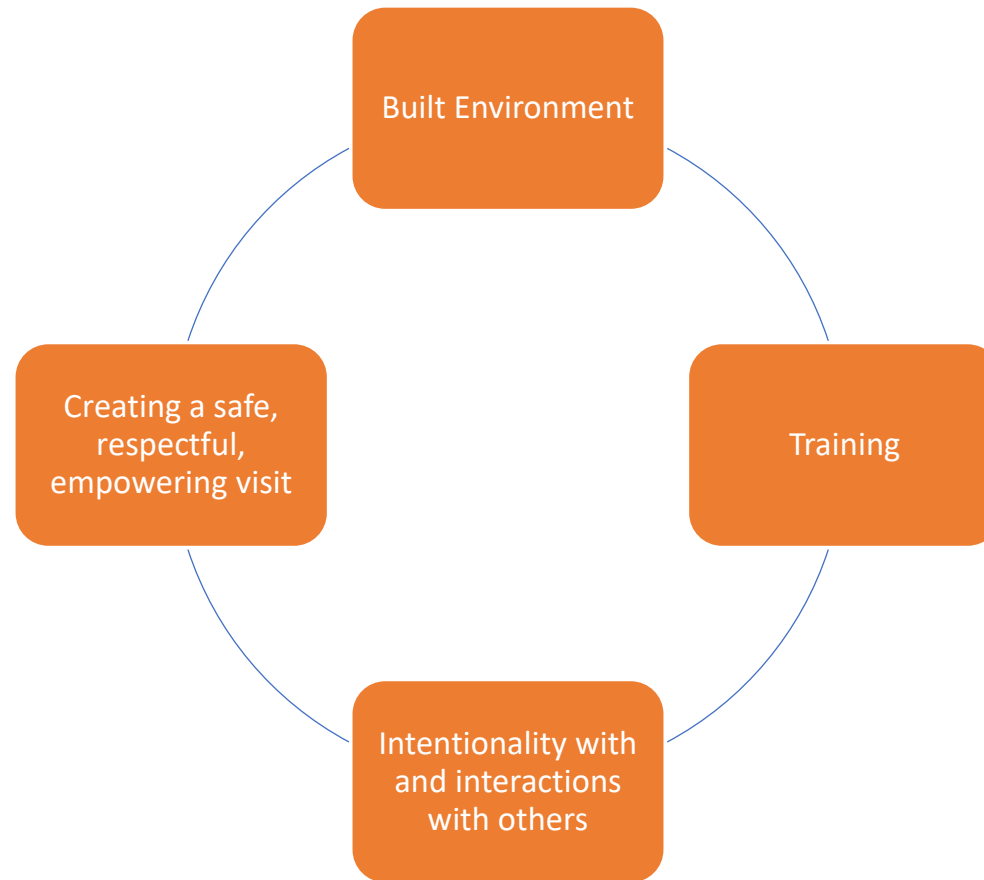 Built Environment
Creating a safe,
respectful,
empowering visit
Training
Intentionality with
and interactions
with others